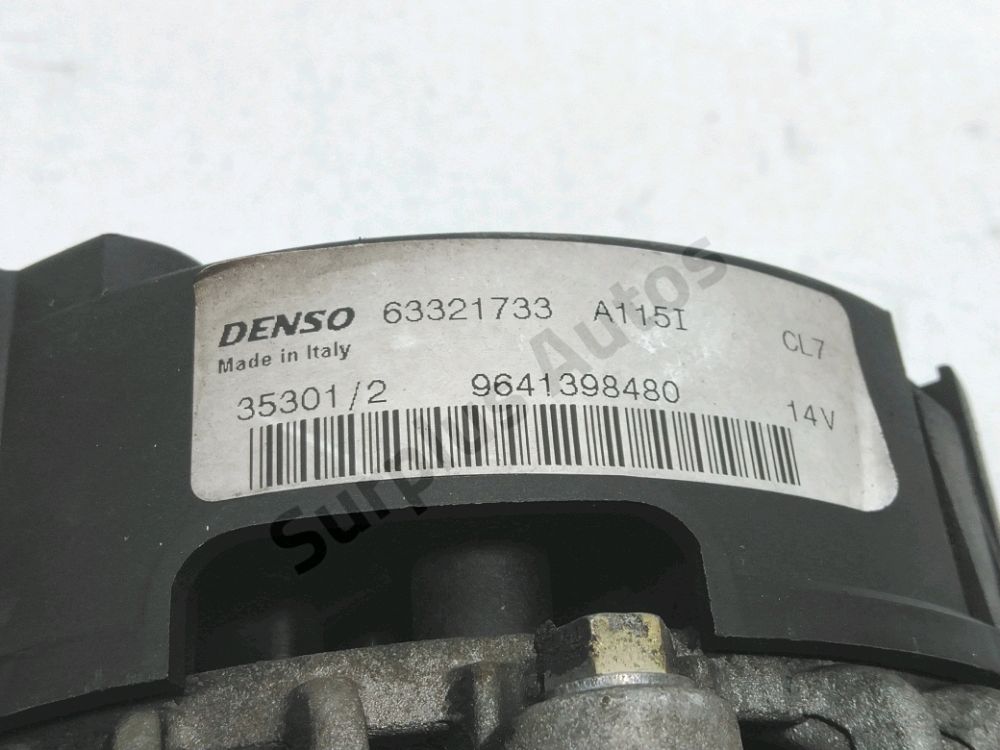 DENSO 63321733 A115I
Made in Italy
CL7
35301/2 9641398480
14V
Surplus Autos